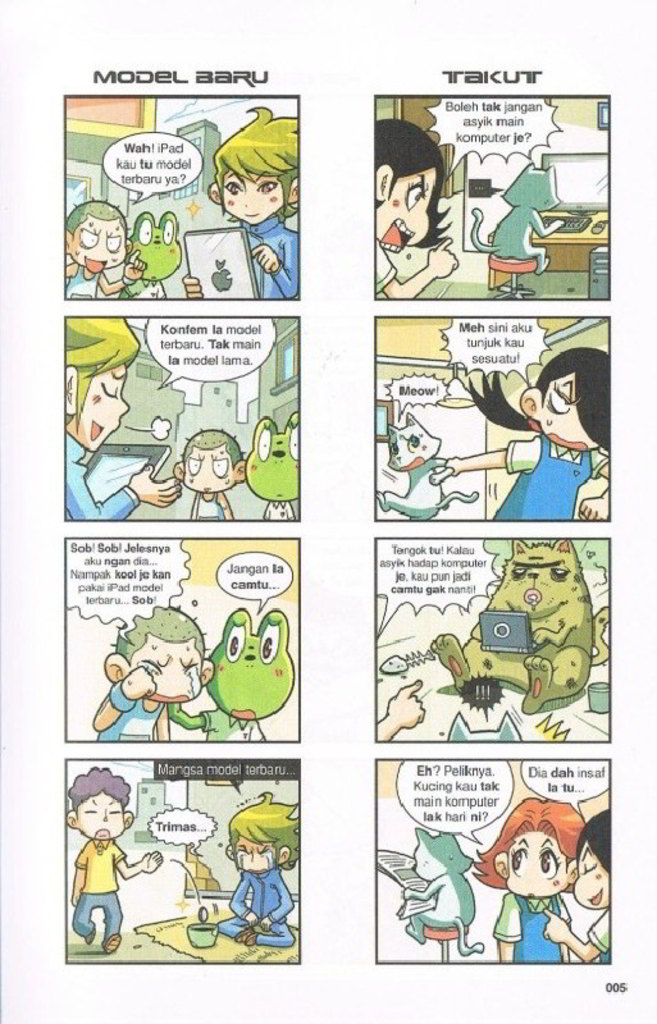 MODEL BARU
Wah! iPad
kau tu model
terbaru ya?
Konfem la model
terbaru. Tak main
la model lama.
Sob! Sob! Jelesnya
aku ngan dia...
Nampak kool je kan
pakai iPad model
terbaru... Sob!
Jangan la
camtu...
Mangsa model terbaru...
Trimas...
TAKUT
Boleh tak jangan
asyik main
komputer je?
...
Meh sini aku
tunjuk kau
sesuatu!
Meow!
Tengok tu! Kalau
asyik hadap komputer
je, kau pun jadi
camtu gak nanti!
!!!
Eh? Peliknya.
Kucing kau tak
main komputer
lak hari ni?
Dia dah insaf
la tu...
005